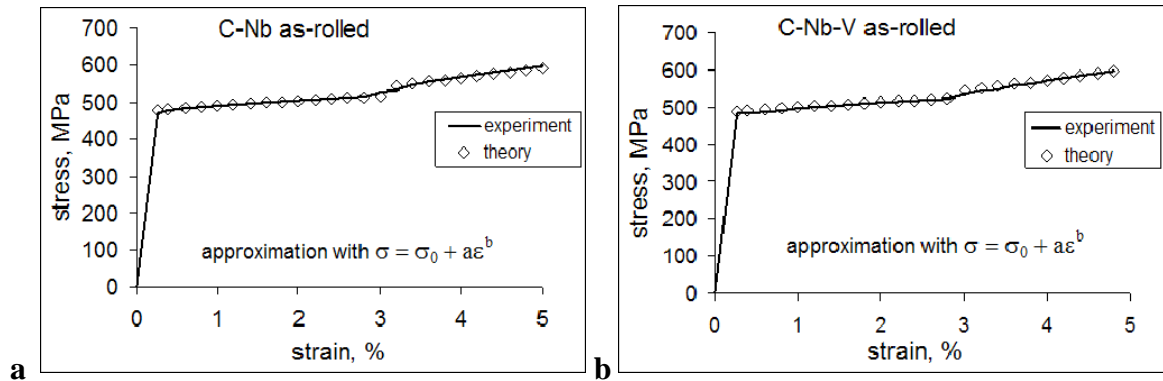 C-Nb as-rolled
stress, MPa
700
600
500
400
300
200
100
0
experiment
theory
approximation with σ = σ₀ + aεᵇ
0 1 2 3 4 5
strain, %
a
C-Nb-V as-rolled
stress, MPa
700
600
500
400
300
200
100
0
experiment
theory
approximation with σ = σ₀ + aεᵇ
0 1 2 3 4 5
strain, %
b